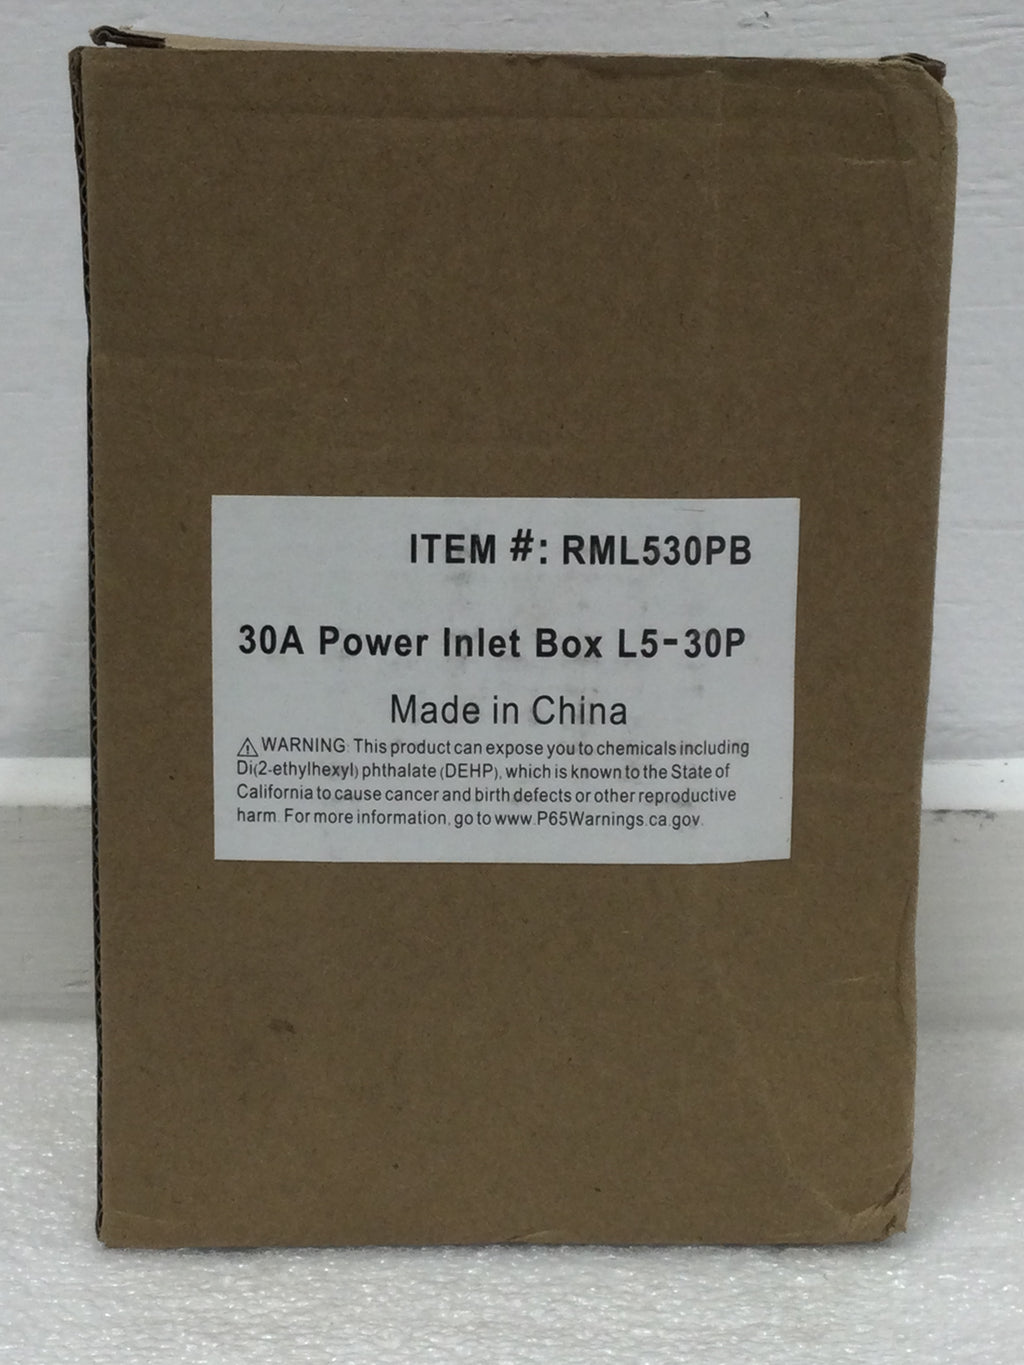 ITEM #: RML530PB
30A Power Inlet Box L5-30P
Made in China
⚠ WARNING: This product can expose you to chemicals including
Di(2-ethylhexyl) phthalate (DEHP), which is known to the State of
California to cause cancer and birth defects or other reproductive
harm. For more information, go to www.P65Warnings.ca.gov.